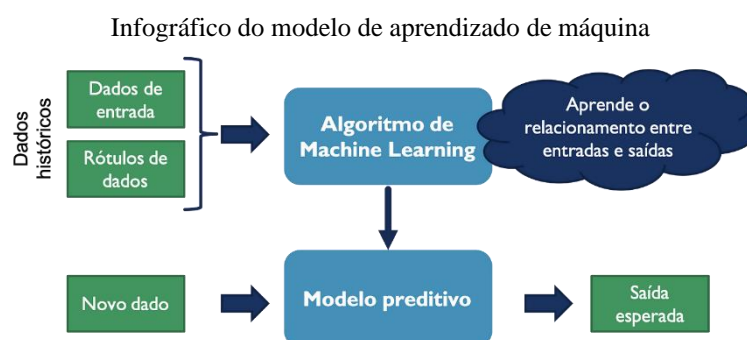 Infográfico do modelo de aprendizado de máquina
Dados
históricos
Dados de
entrada
Rótulos de
dados
Algoritmo de
Machine Learning
Aprende o
relacionamento entre
entradas e saídas
Novo dado
Modelo preditivo
Saída
esperada